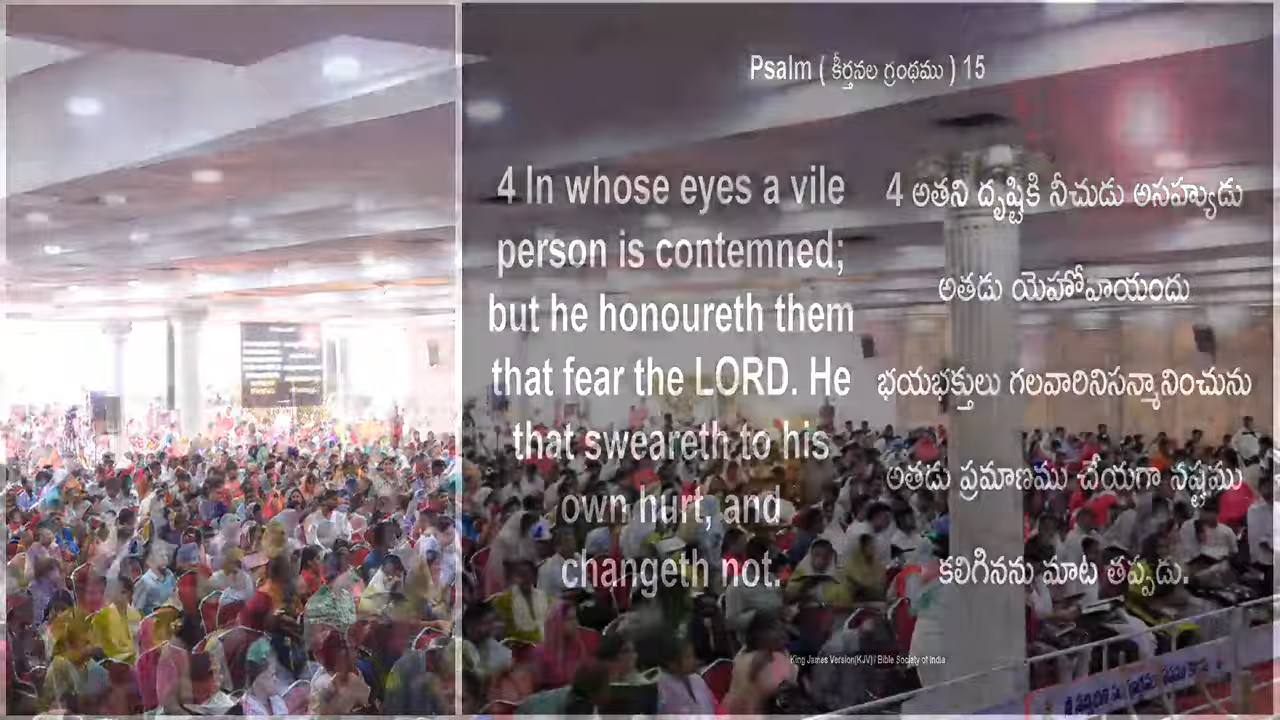 Psalm ( కీర్తనల గ్రంథము ) 15
4 In whose eyes a vile
person is contemned;
but he honoureth them
that fear the LORD. He
that sweareth to his
own hurt, and
changeth not.
4 అతని దృష్టికి నీచుడు అసహ్యుడు
అతడు యెహోవాయందు
భయభక్తులు గలవారినిసన్మానించును
అతడు ప్రమాణము చేయగా నష్టము
కలిగినను మాట తప్పడు.
King James Version(KJV) / Bible Society of India